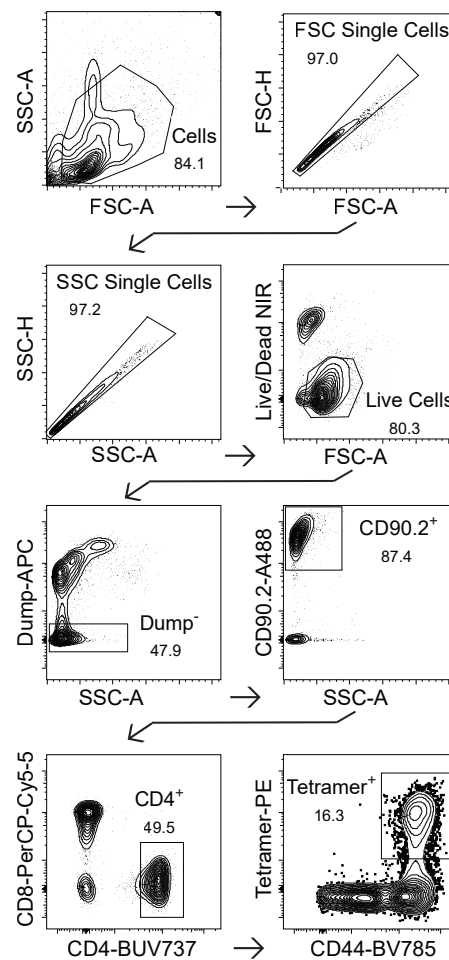 SSC-A
Cells
84.1
FSC-A
FSC Single Cells
97.0
FSC-H
FSC-A
SSC Single Cells
97.2
SSC-H
SSC-A
Live/Dead NIR
Live Cells
80.3
FSC-A
Dump-APC
Dump⁻
47.9
SSC-A
CD90.2-A488
CD90.2⁺
87.4
SSC-A
CD8-PerCP-Cy5-5
CD4⁺
49.5
CD4-BUV737
Tetramer-PE
Tetramer⁺
16.3
CD44-BV785